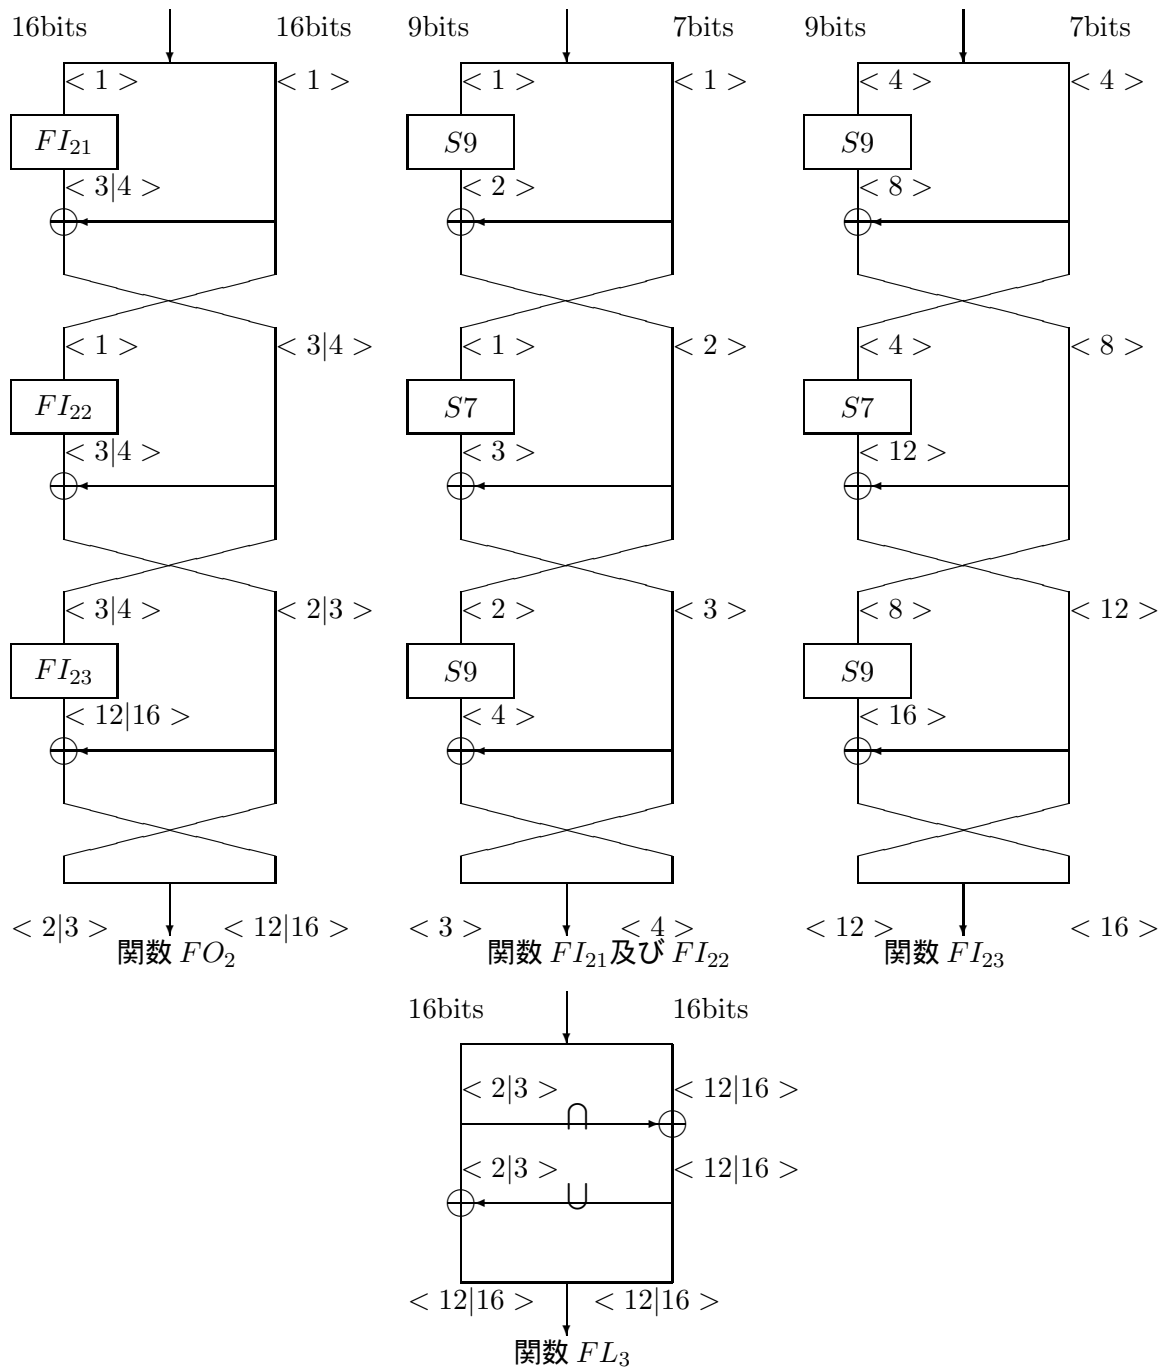 16bits 16bits 9bits 7bits 9bits 7bits
< 1 > < 1 > < 1 > < 1 > < 4 > < 4 >
FI21 S9 S9
< 3|4 > < 2 > < 8 >
< 1 > < 3|4 > < 1 > < 2 > < 4 > < 8 >
FI22 S7 S7
< 3|4 > < 3 > < 12 >
< 3|4 > < 2|3 > < 2 > < 3 > < 8 > < 12 >
FI23 S9 S9
< 12|16 > < 4 > < 16 >
< 2|3 > < 12|16 > < 3 > < 4 > < 12 > < 16 >
関数 FO2 関数 FI21及び FI22 関数 FI23
16bits 16bits
< 2|3 > < 12|16 >
∩
< 2|3 > < 12|16 >
∪
< 12|16 > < 12|16 >
関数 FL3